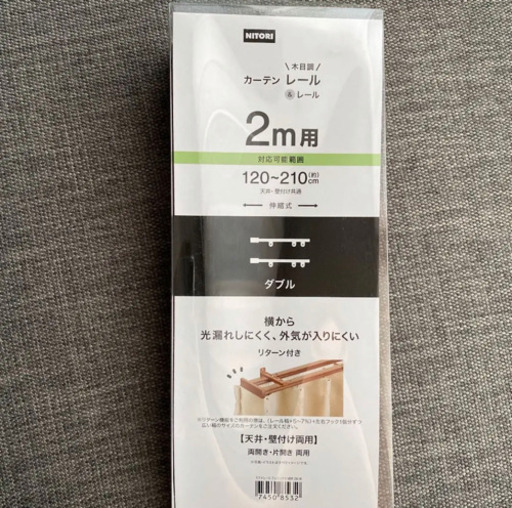 NITORI
\木目調/
カーテン レール
&レール
2m用
対応可能範囲
120~210(約)cm
天井・壁付け共通
伸縮式
ダブル
横から
光漏れしにくく、外気が入りにくい
リターン付き
【天井・壁付け両用】
両開き・片開き 両用
74508532